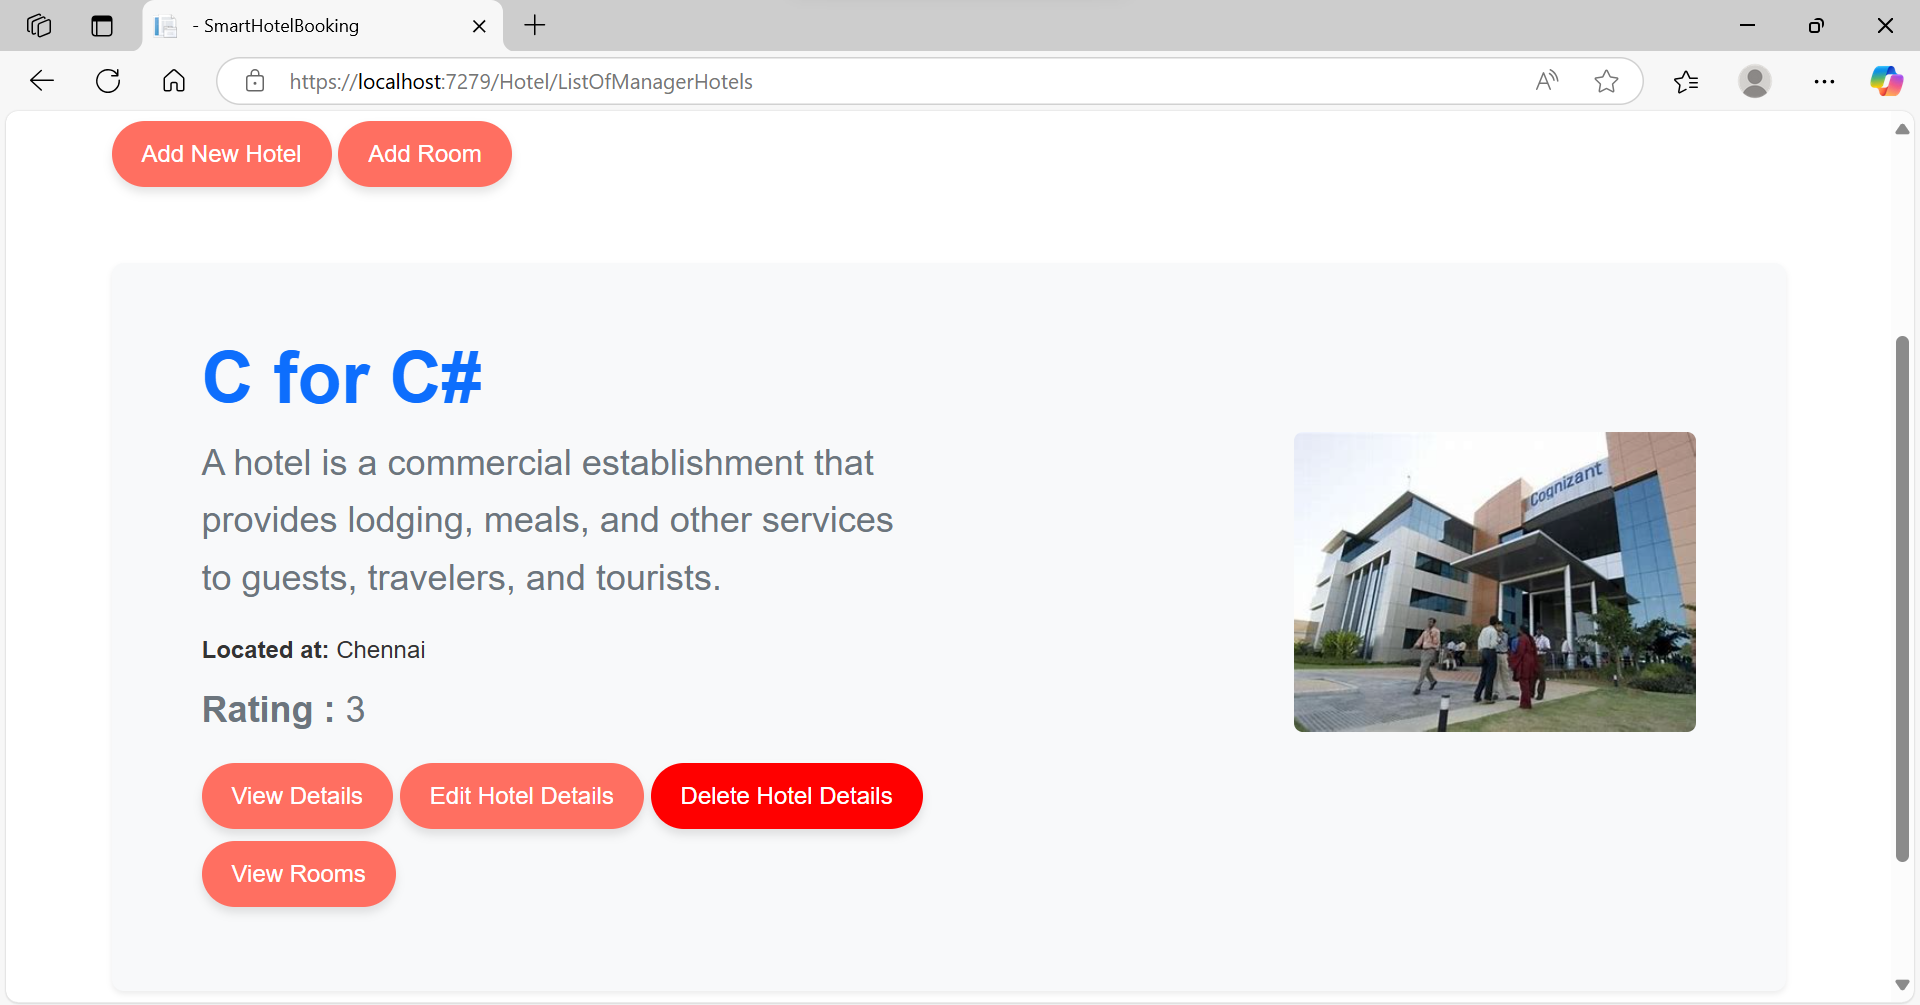 - SmartHotelBooking
https://localhost:7279/Hotel/ListOfManagerHotels
Add New Hotel Add Room
C for C#
A hotel is a commercial establishment that
provides lodging, meals, and other services
to guests, travelers, and tourists.
Located at: Chennai
Rating : 3
Cognizant
View Details Edit Hotel Details Delete Hotel Details
View Rooms